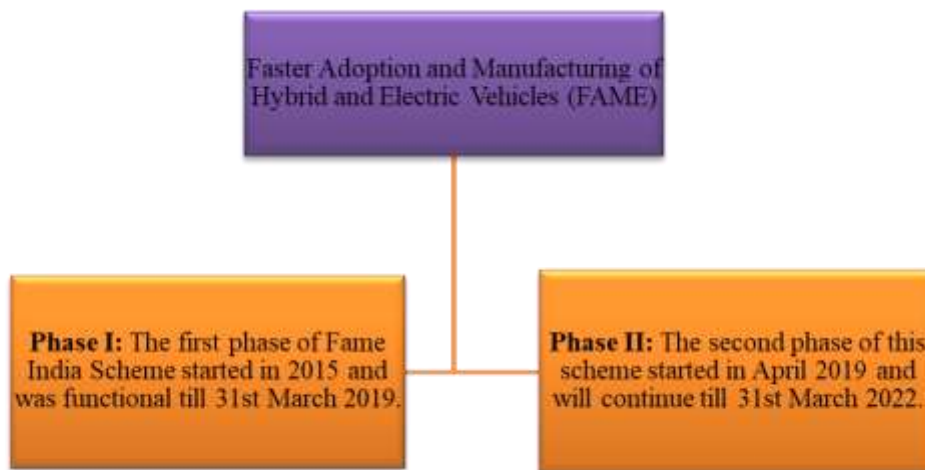 Faster Adoption and Manufacturing of
Hybrid and Electric Vehicles (FAME)
Phase I: The first phase of Fame
India Scheme started in 2015 and
was functional till 31st March 2019.
Phase II: The second phase of this
scheme started in April 2019 and
will continue till 31st March 2022.